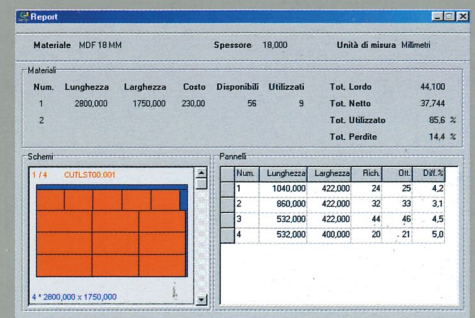 Report
Materiale MDF 18 MM Spessore 18,000 Unità di misura Millimetri
Materiali
Num. Lunghezza Larghezza Costo Disponibili Utilizzati Tot. Lordo 44,100
1 2800,000 1750,000 230,00 56 9 Tot. Netto 37,744
2 Tot. Utilizzato 85,6 %
Tot. Perdite 14,4 %
Schemi
1 / 4 CUTLST00.001
4 * 2800,000 x 1750,000
Pannelli
Num. Lunghezza Larghezza Rich. Ott. Diff.%
1 1040,000 422,000 24 25 4,2
2 860,000 422,000 32 33 3,1
3 532,000 422,000 44 46 4,5
4 532,000 400,000 20 21 5,0